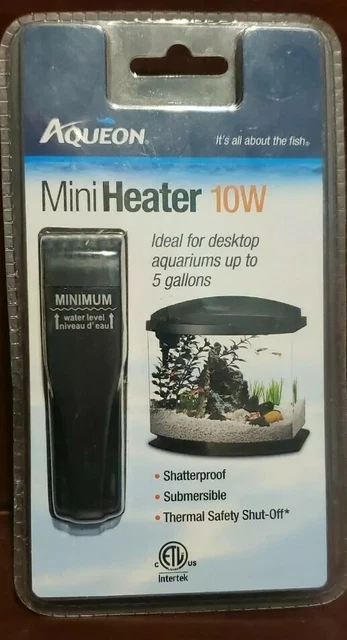 AQUEON®
It's all about the fish®
Mini Heater 10W
Ideal for desktop
aquariums up to
5 gallons
MINIMUM
water level
niveau d'eau
• Shatterproof
• Submersible
• Thermal Safety Shut-Off*
C ETL US
Intertek